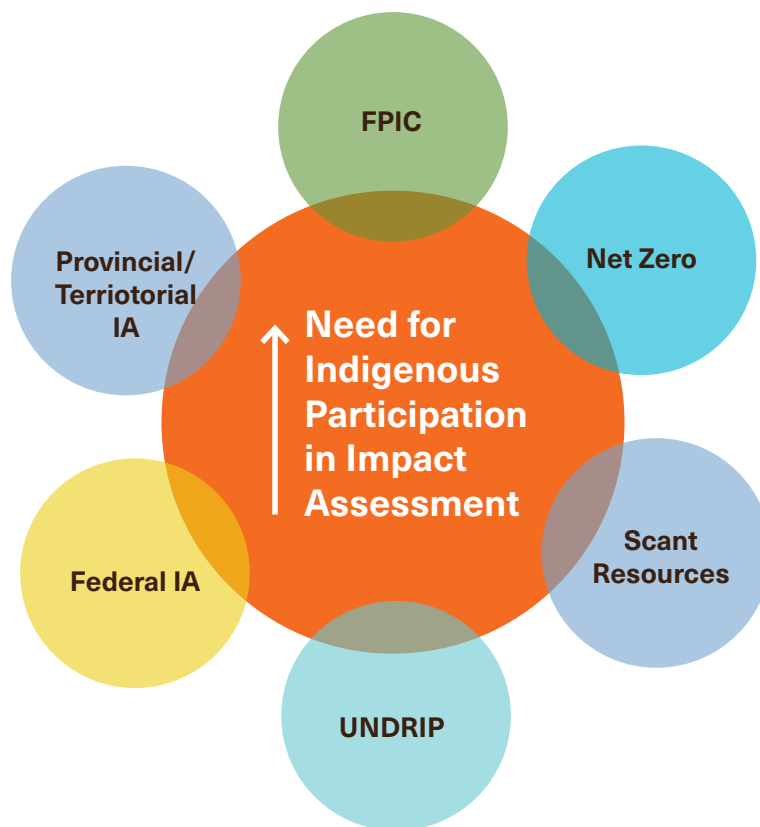 FPIC
Net Zero
Provincial/
Terriotorial
IA
Need for
Indigenous
Participation
in Impact
Assessment
Scant
Resources
Federal IA
UNDRIP